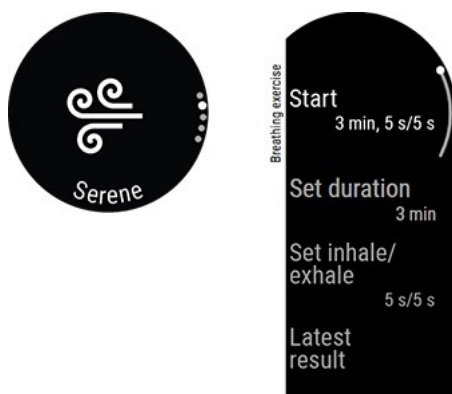 Serene
Breathing exercise
Start
3 min, 5 s/5 s
Set duration
3 min
Set inhale/
exhale
5 s/5 s
Latest
result